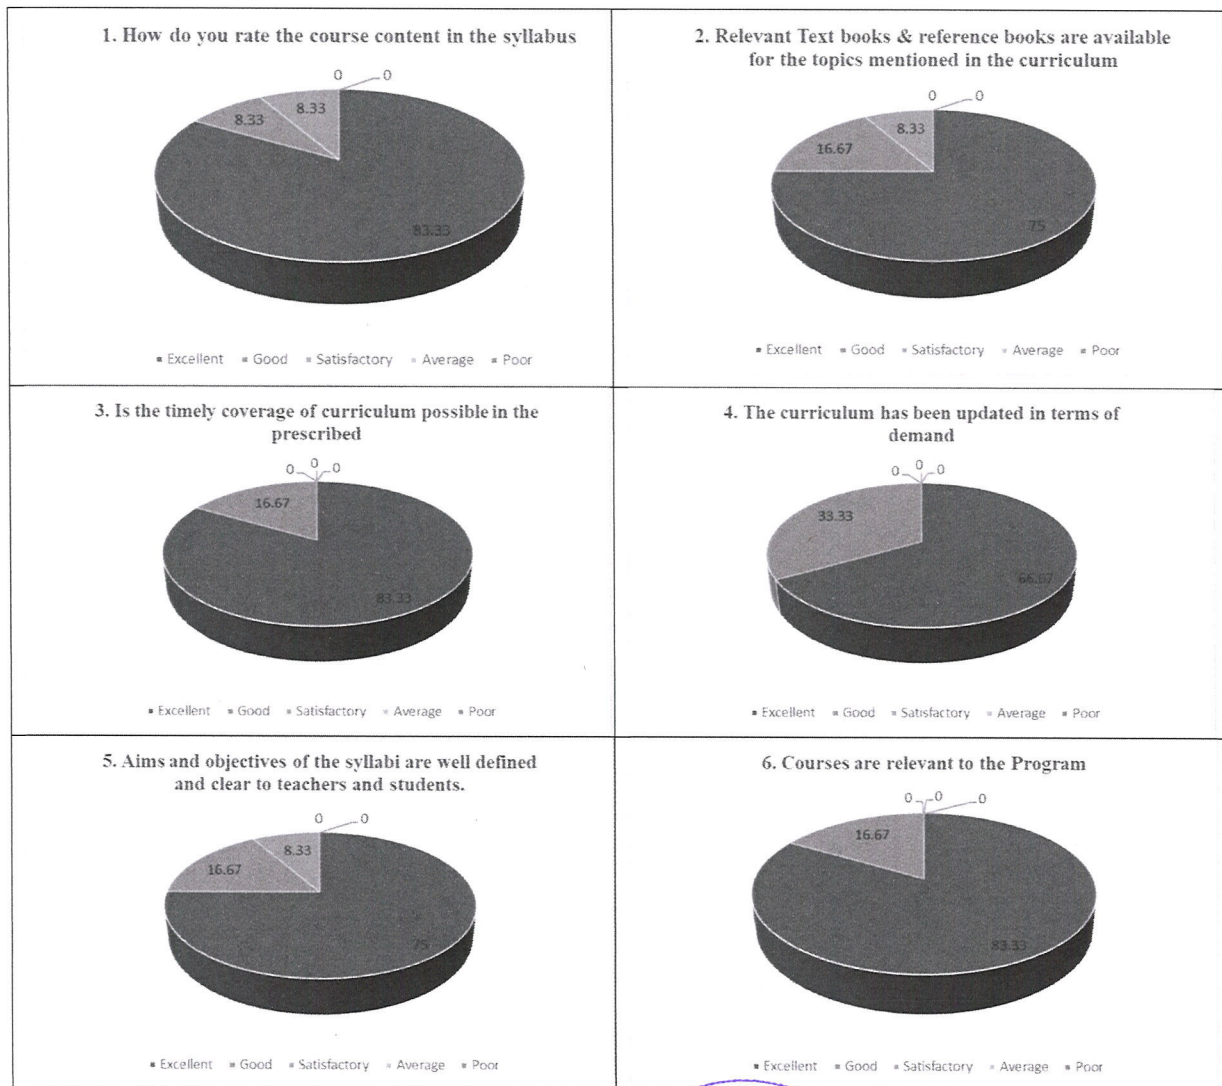 1. How do you rate the course content in the syllabus
0 0
8.33 8.33
83.33
Excellent Good Satisfactory Average Poor
2. Relevant Text books & reference books are available
for the topics mentioned in the curriculum
0 0
8.33
16.67
75
Excellent Good Satisfactory Average Poor
3. Is the timely coverage of curriculum possible in the
prescribed
0 0 0
16.67
83.33
Excellent Good Satisfactory Average Poor
4. The curriculum has been updated in terms of
demand
0 0 0
33.33
66.67
Excellent Good Satisfactory Average Poor
5. Aims and objectives of the syllabi are well defined
and clear to teachers and students.
0 0
8.33
16.67
75
Excellent Good Satisfactory Average Poor
6. Courses are relevant to the Program
0 0 0
16.67
83.33
Excellent Good Satisfactory Average Poor